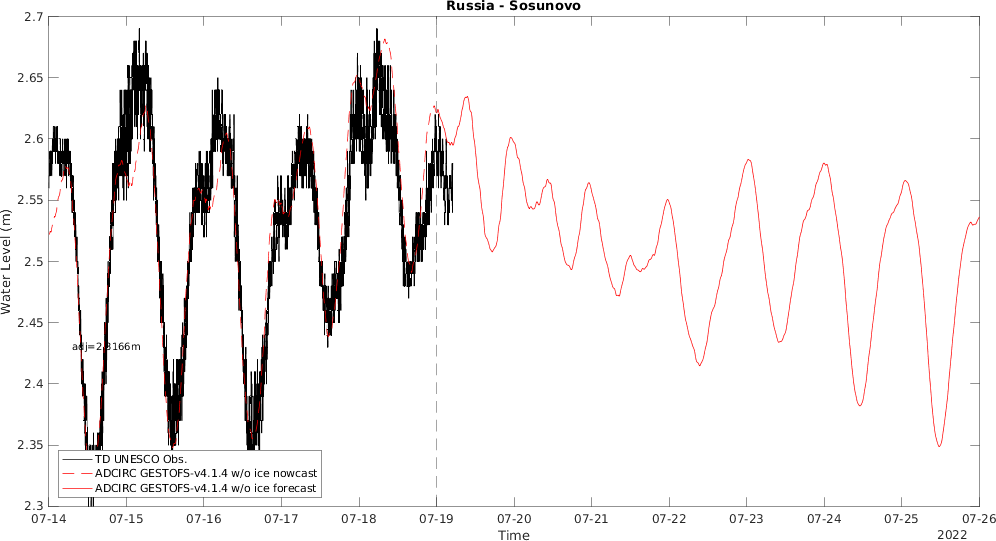 Russia - Sosunovo
2.7
2.65
2.6
2.55
2.5
2.45
2.4
2.35
2.3
Water Level (m)
adj=2.3166m
TD UNESCO Obs.
ADCIRC GESTOFS-v4.1.4 w/o ice nowcast
ADCIRC GESTOFS-v4.1.4 w/o ice forecast
07-14 07-15 07-16 07-17 07-18 07-19 07-20 07-21 07-22 07-23 07-24 07-25 07-26
Time
2022